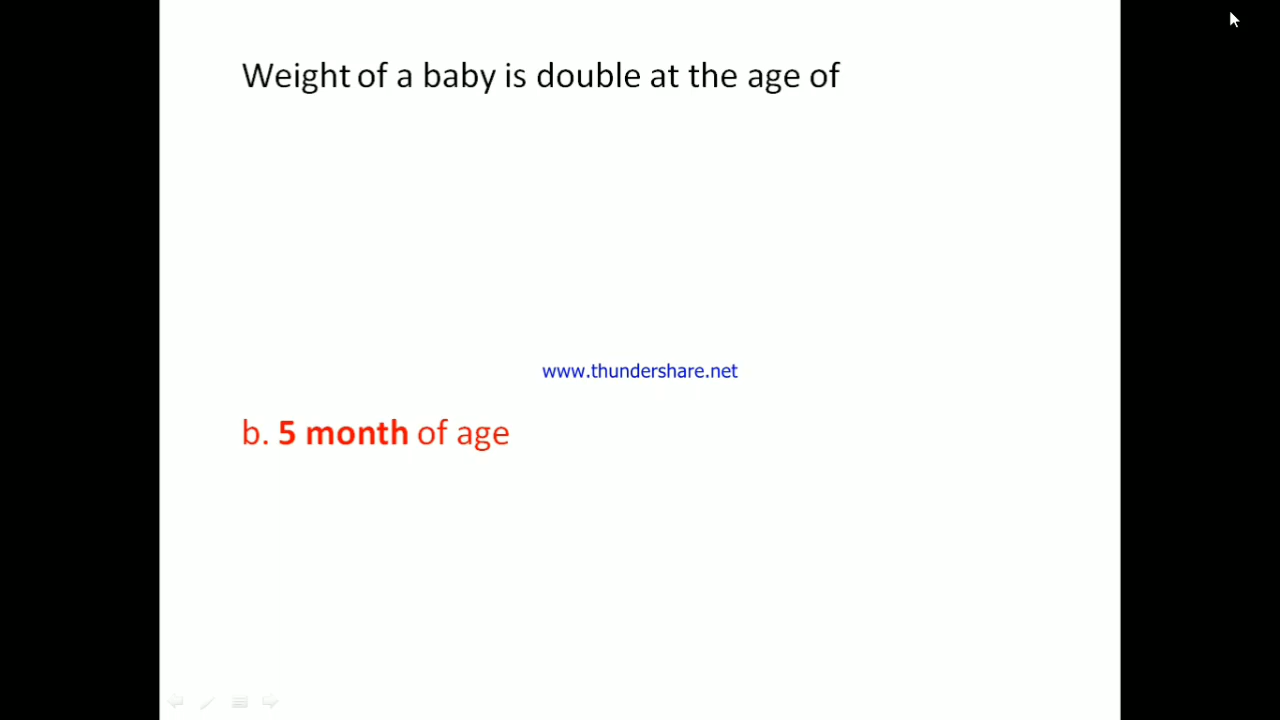 Weight of a baby is double at the age of
www.thundershare.net
b. 5 month of age